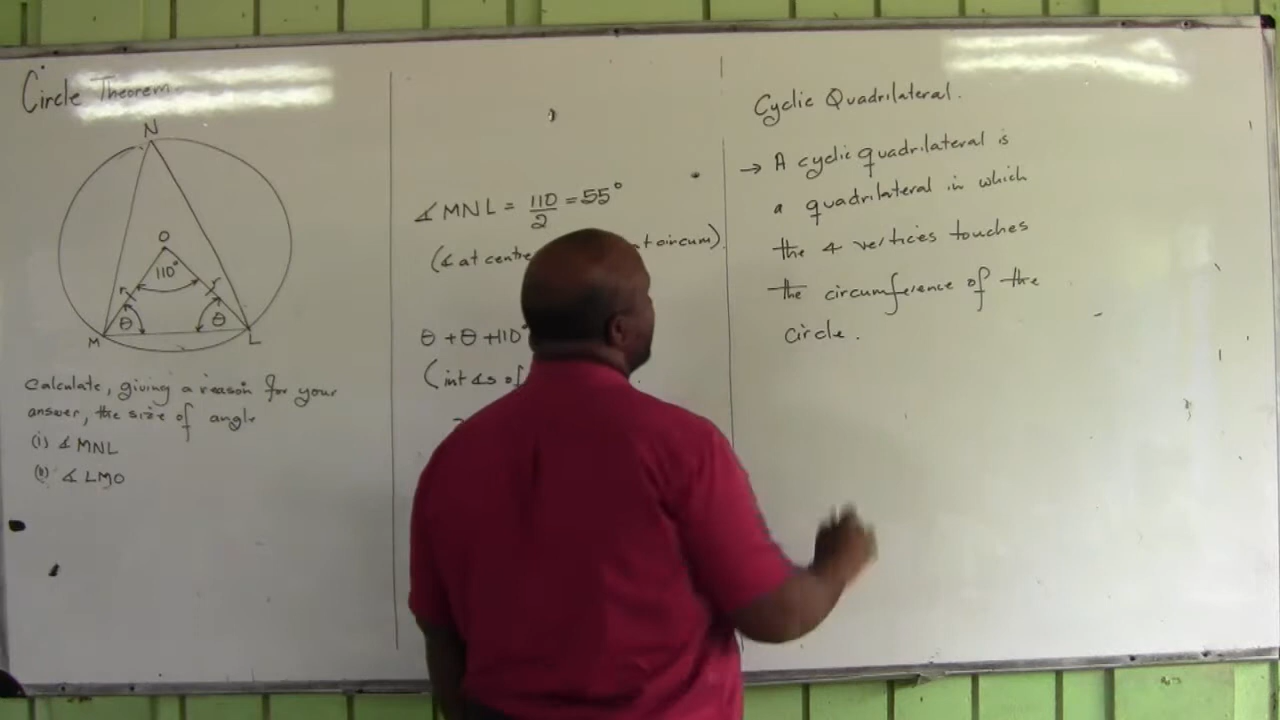 Circle Theorem
N
O
110°
r
r
θ
θ
M
L
Calculate, giving a reason for your
answer, the size of angle
(i) ∡ MNL
(ii) ∡ LMO
∡ MNL = 110/2 = 55°
(∡ at centre circum)
θ + θ + 110°
(int ∡s of
Cyclic Quadrilateral.
→ A cyclic quadrilateral is
a quadrilateral in which
the 4 vertices touches
the circumference of the
circle.